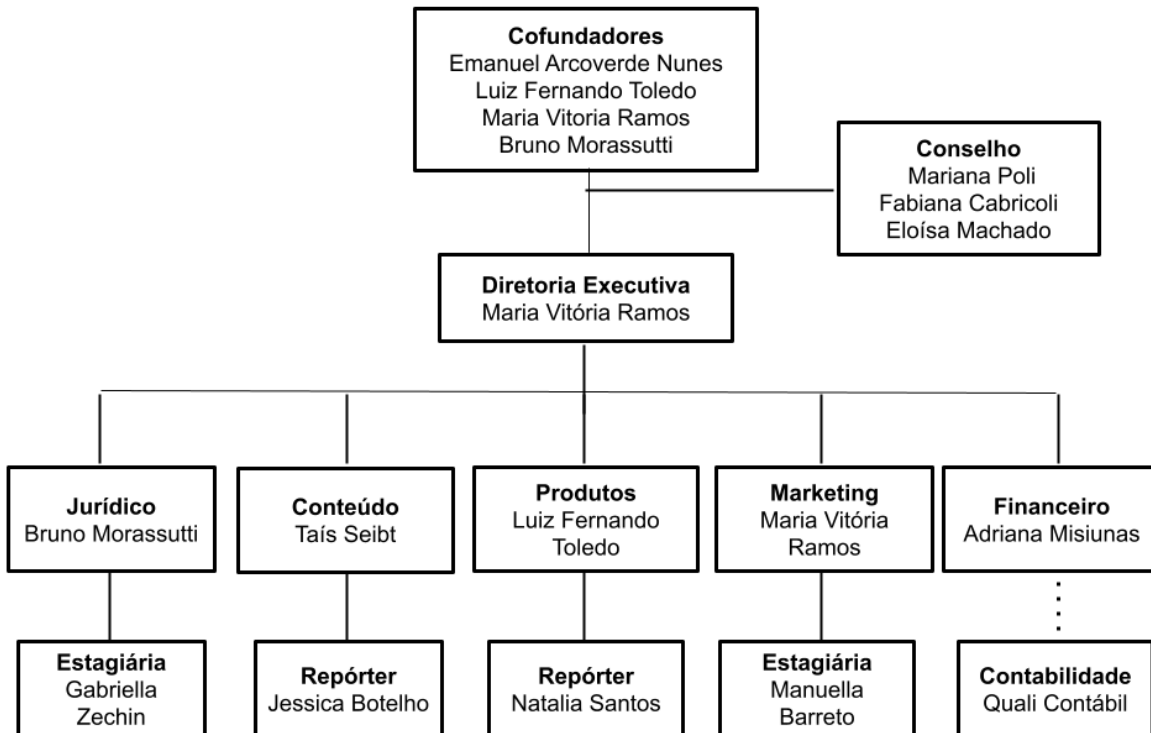 Cofundadores
Emanuel Arcoverde Nunes
Luiz Fernando Toledo
Maria Vitoria Ramos
Bruno Morassutti
Conselho
Mariana Poli
Fabiana Cabricoli
Eloísa Machado
Diretoria Executiva
Maria Vitória Ramos
Jurídico
Bruno Morassutti
Conteúdo
Taís Seibt
Produtos
Luiz Fernando
Toledo
Marketing
Maria Vitória
Ramos
Financeiro
Adriana Misiunas
Estagiária
Gabriella
Zechin
Repórter
Jessica Botelho
Repórter
Natalia Santos
Estagiária
Manuella
Barreto
Contabilidade
Quali Contábil